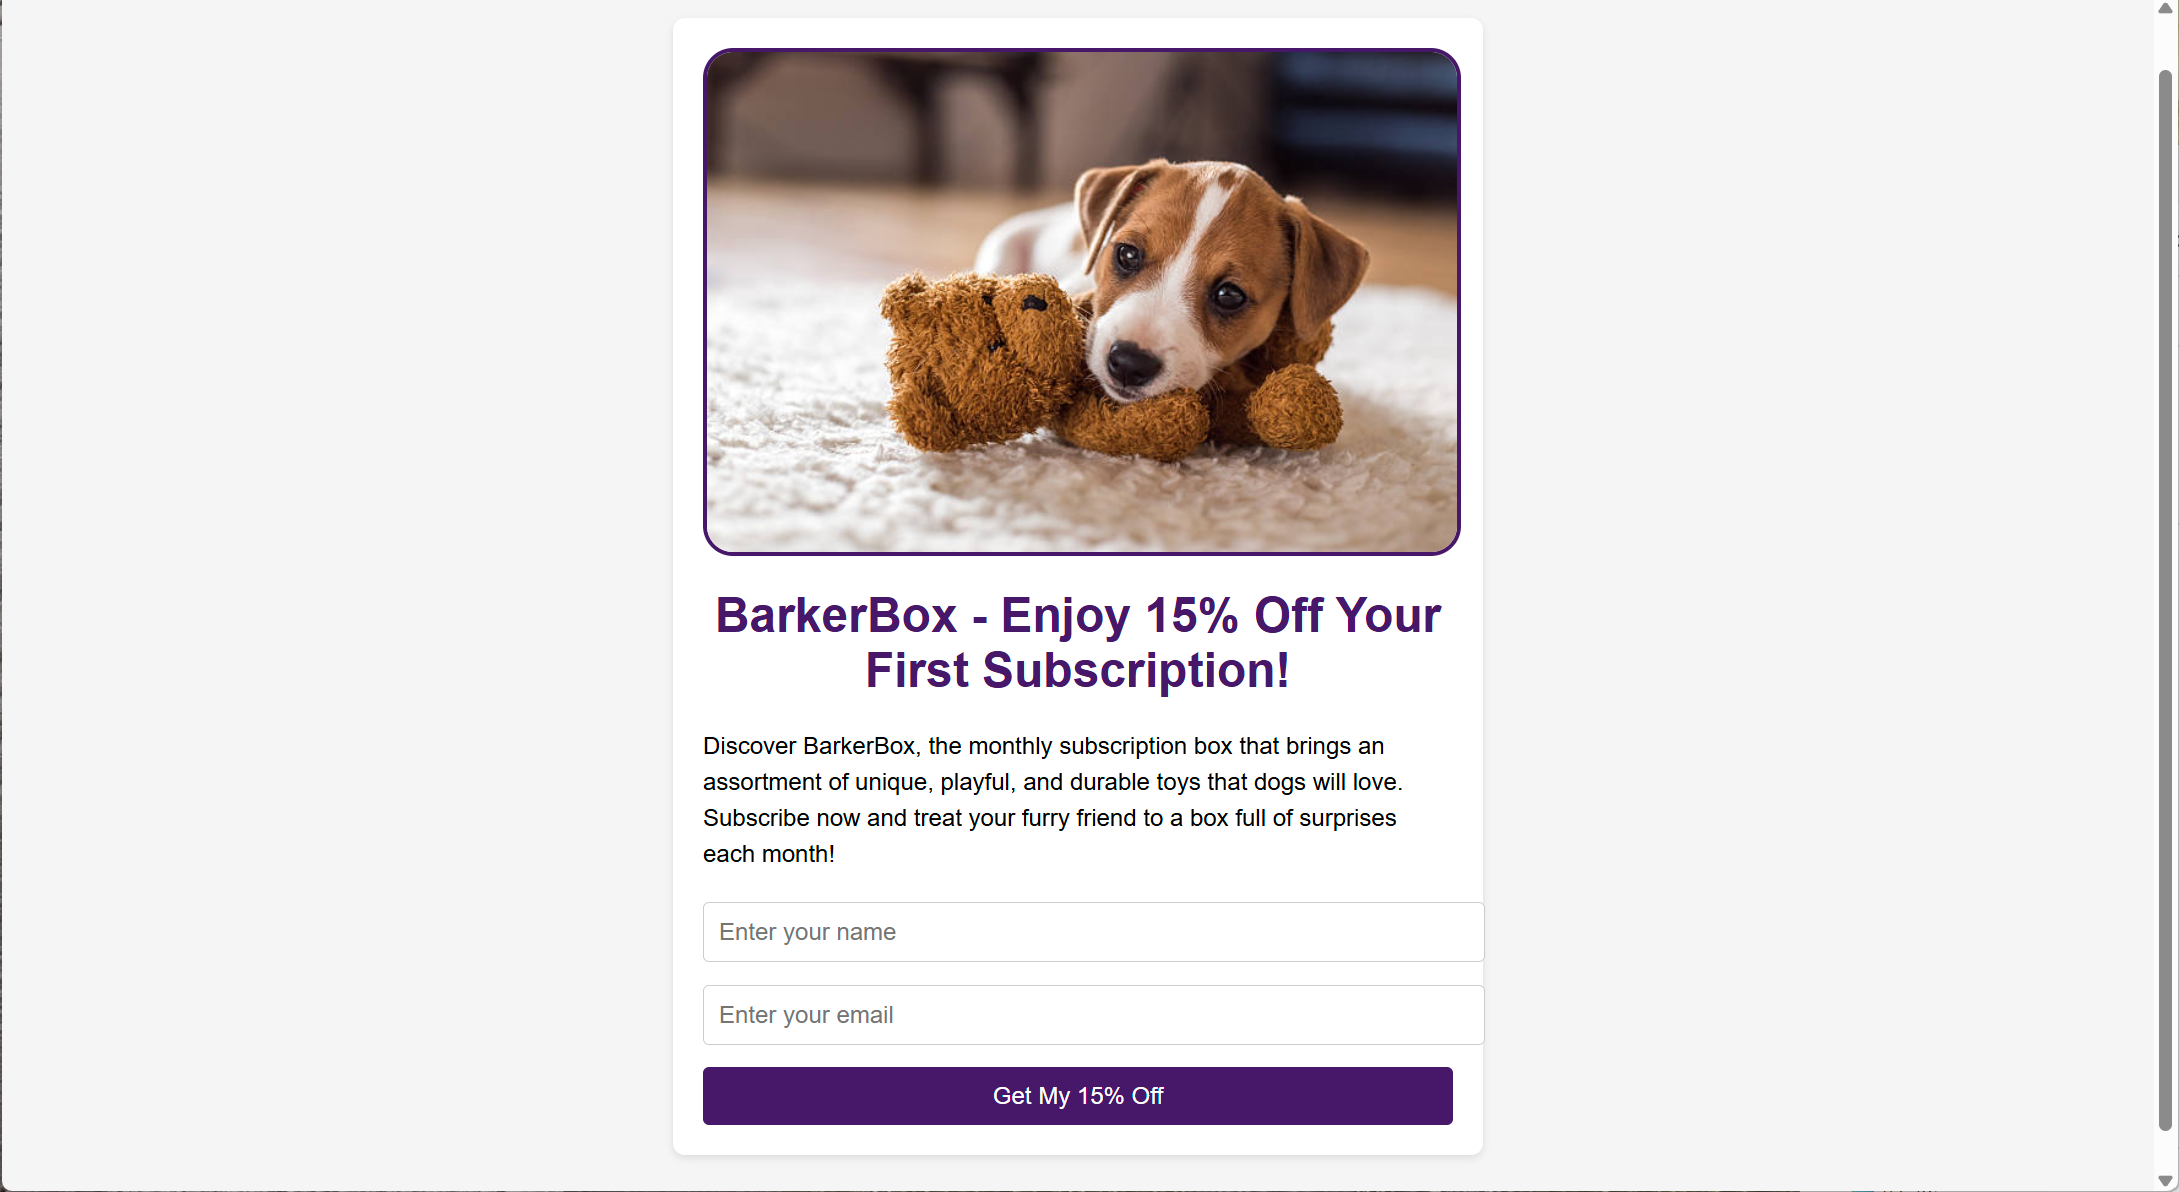 BarkerBox - Enjoy 15% Off Your
First Subscription!
Discover BarkerBox, the monthly subscription box that brings an
assortment of unique, playful, and durable toys that dogs will love.
Subscribe now and treat your furry friend to a box full of surprises
each month!
Enter your name
Enter your email
Get My 15% Off